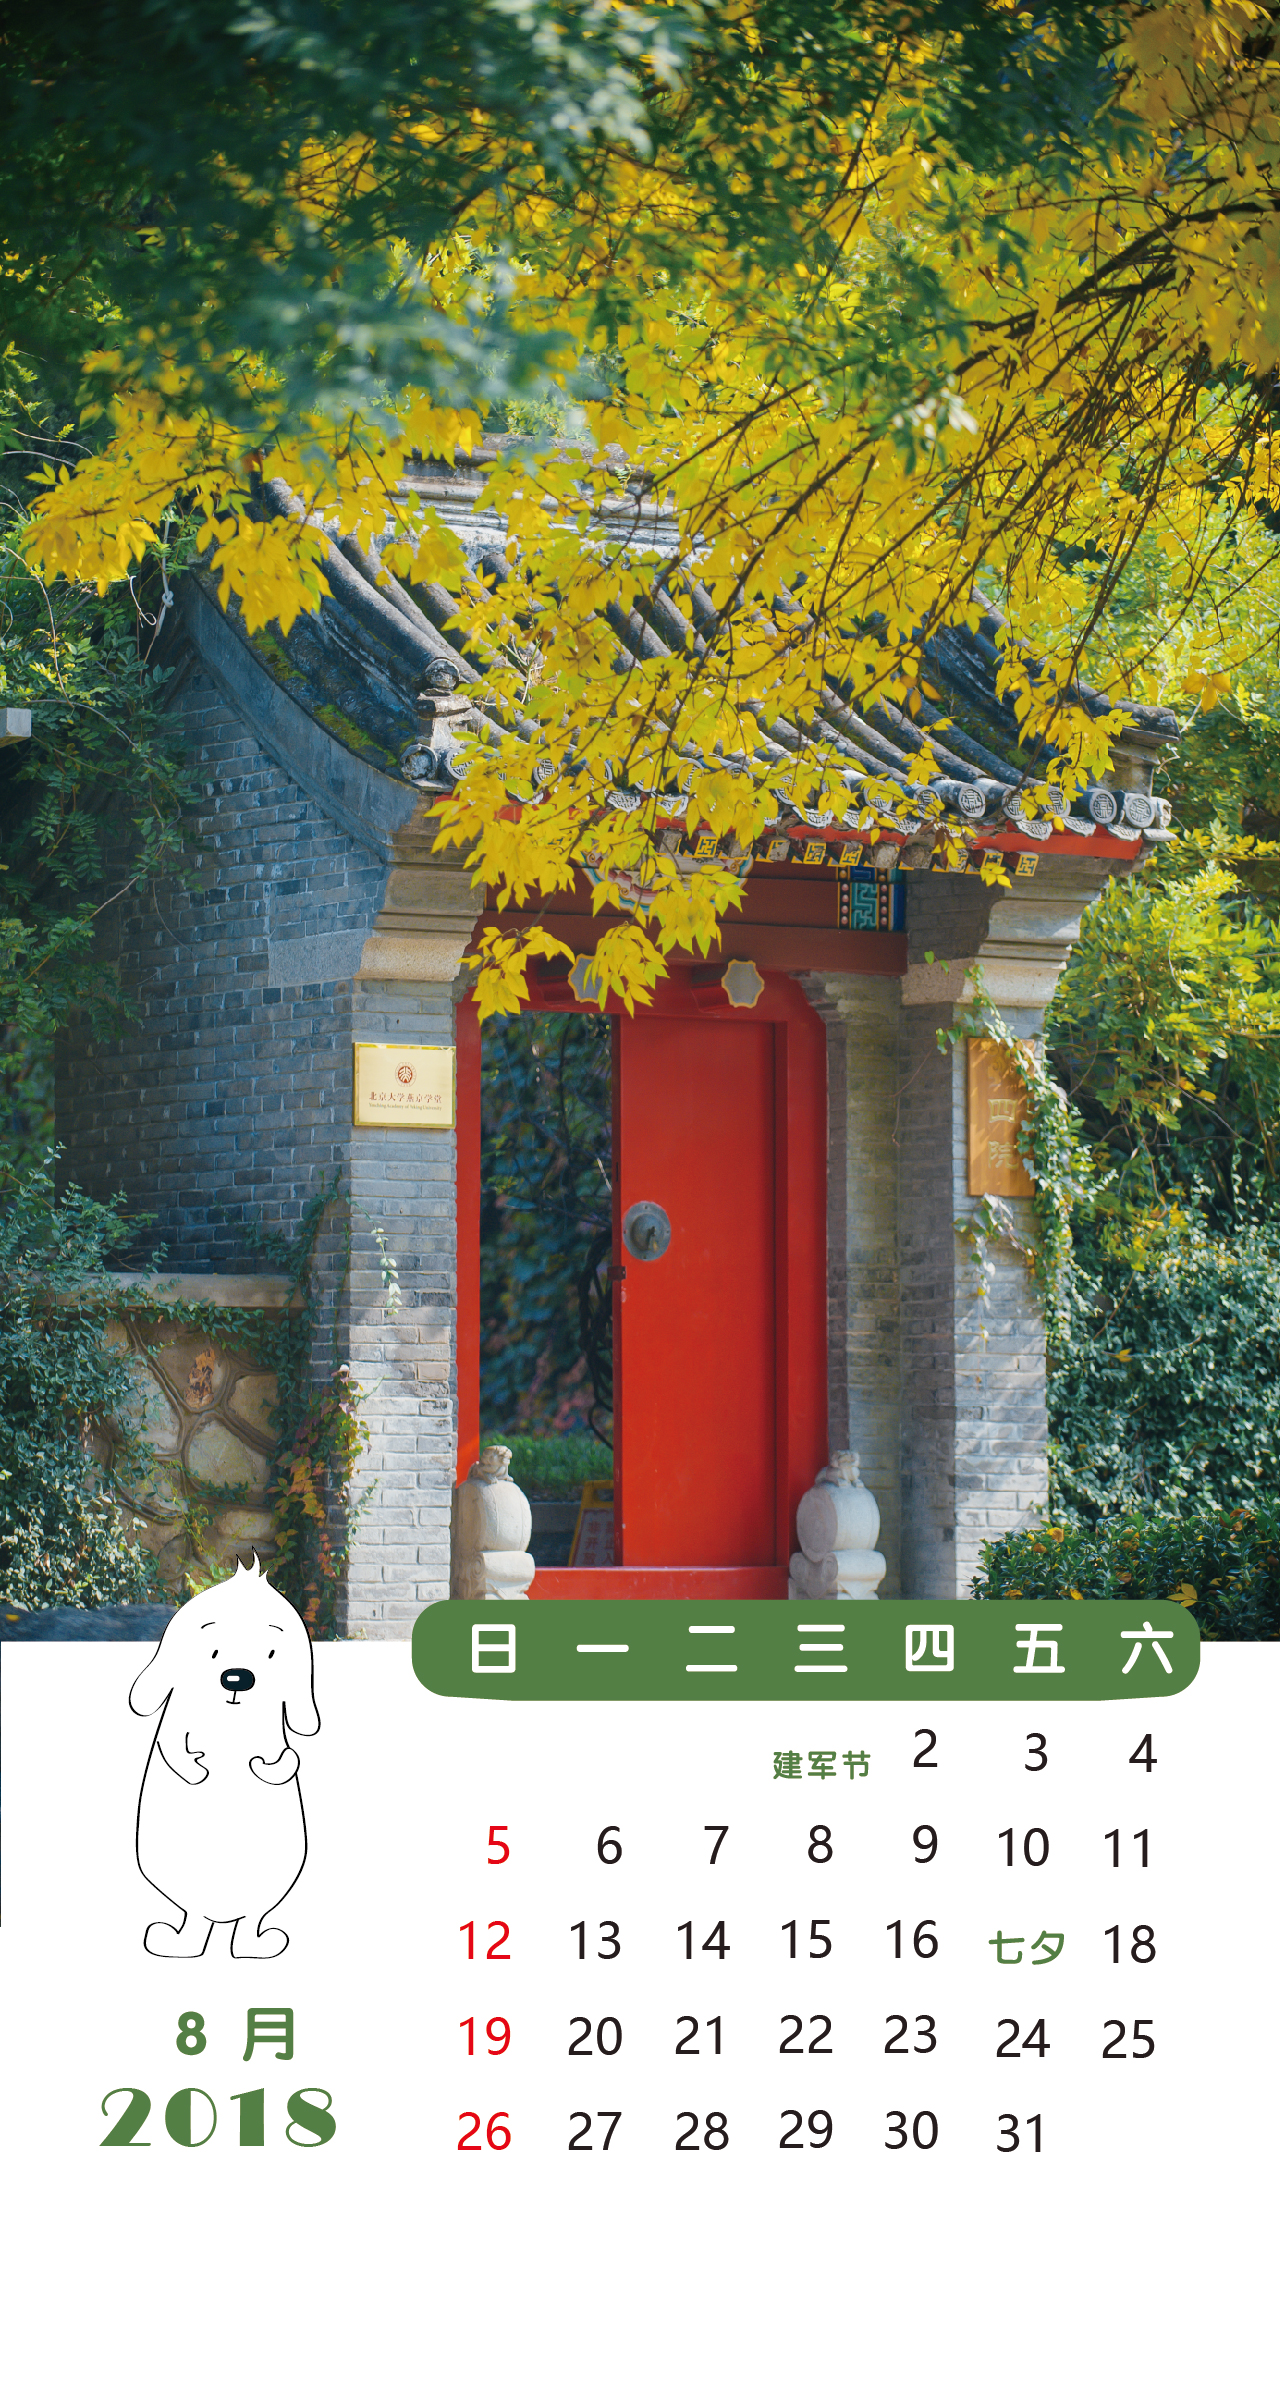 北京大学燕京学堂
Yenching Academy of Peking University
四
院
日 一 二 三 四 五 六
建军节 2 3 4
5 6 7 8 9 10 11
12 13 14 15 16 七夕 18
19 20 21 22 23 24 25
26 27 28 29 30 31
8 月
2018